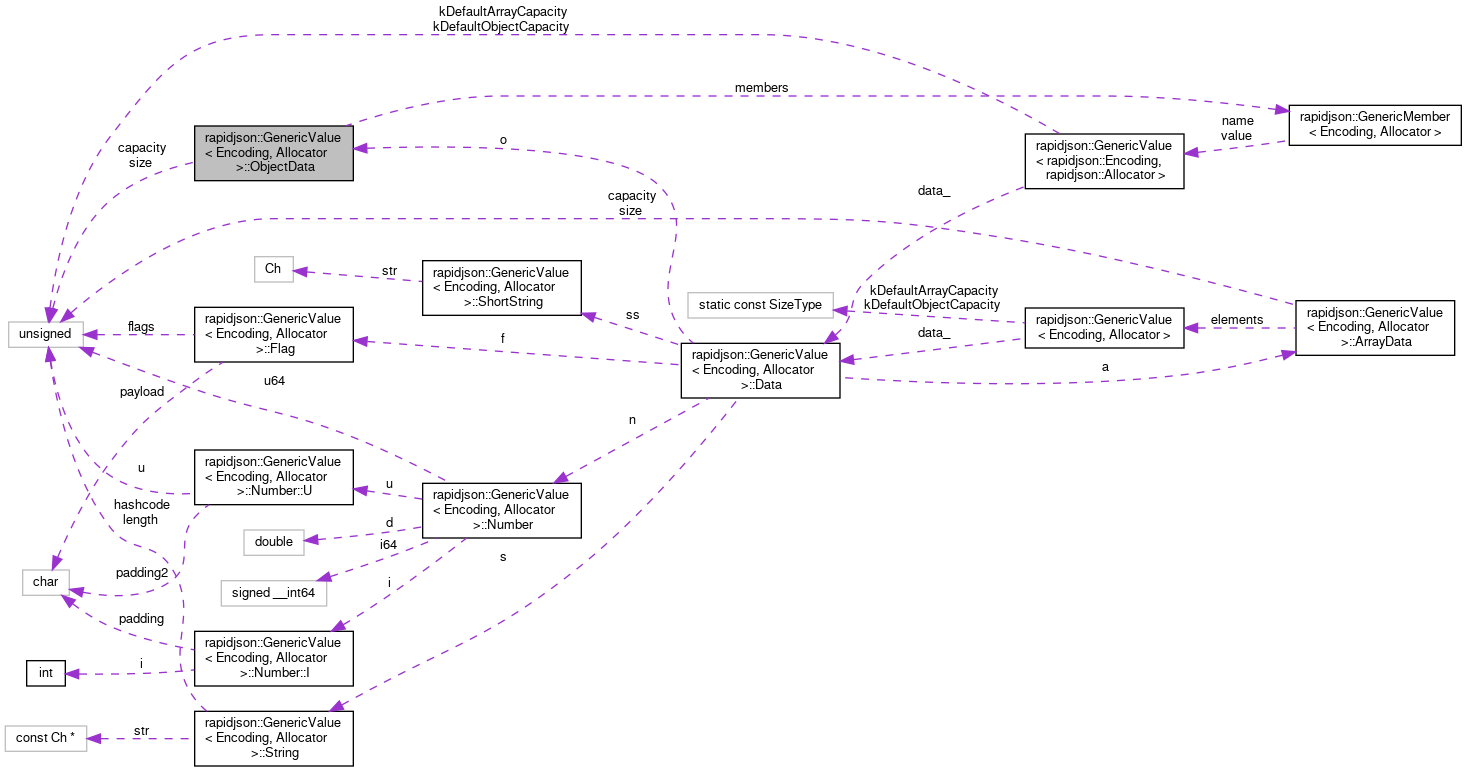 kDefaultArrayCapacity
kDefaultObjectCapacity
members
rapidjson::GenericMember
< Encoding, Allocator >
name
value
rapidjson::GenericValue
< Encoding, Allocator
>::ObjectData
o
capacity
size
rapidjson::GenericValue
< rapidjson::Encoding,
rapidjson::Allocator >
data_
capacity
size
Ch
str
rapidjson::GenericValue
< Encoding, Allocator
>::ShortString
ss
static const SizeType
kDefaultArrayCapacity
kDefaultObjectCapacity
data_
rapidjson::GenericValue
< Encoding, Allocator >
elements
rapidjson::GenericValue
< Encoding, Allocator
>::ArrayData
unsigned
flags
rapidjson::GenericValue
< Encoding, Allocator
>::Flag
f
rapidjson::GenericValue
< Encoding, Allocator
>::Data
a
payload
u64
n
u
rapidjson::GenericValue
< Encoding, Allocator
>::Number::U
u
rapidjson::GenericValue
< Encoding, Allocator
>::Number
hashcode
length
d
double
i64
s
char
padding2
signed __int64
i
padding
rapidjson::GenericValue
< Encoding, Allocator
>::Number::I
int
i
rapidjson::GenericValue
< Encoding, Allocator
>::String
const Ch *
str